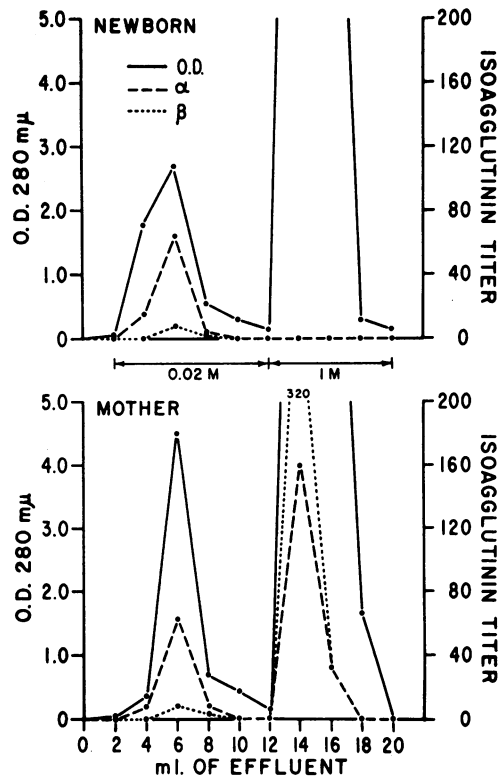 NEWBORN
O.D.
α
β
5.0
4.0
3.0
2.0
1.0
0
O.D. 280 mμ
200
160
120
80
40
0
ISOAGGLUTININ TITER
0.02 M
1 M
MOTHER
320
5.0
4.0
3.0
2.0
1.0
0
O.D. 280 mμ
200
160
120
80
40
0
ISOAGGLUTININ TITER
0 2 4 6 8 10 12 14 16 18 20
ml. OF EFFLUENT